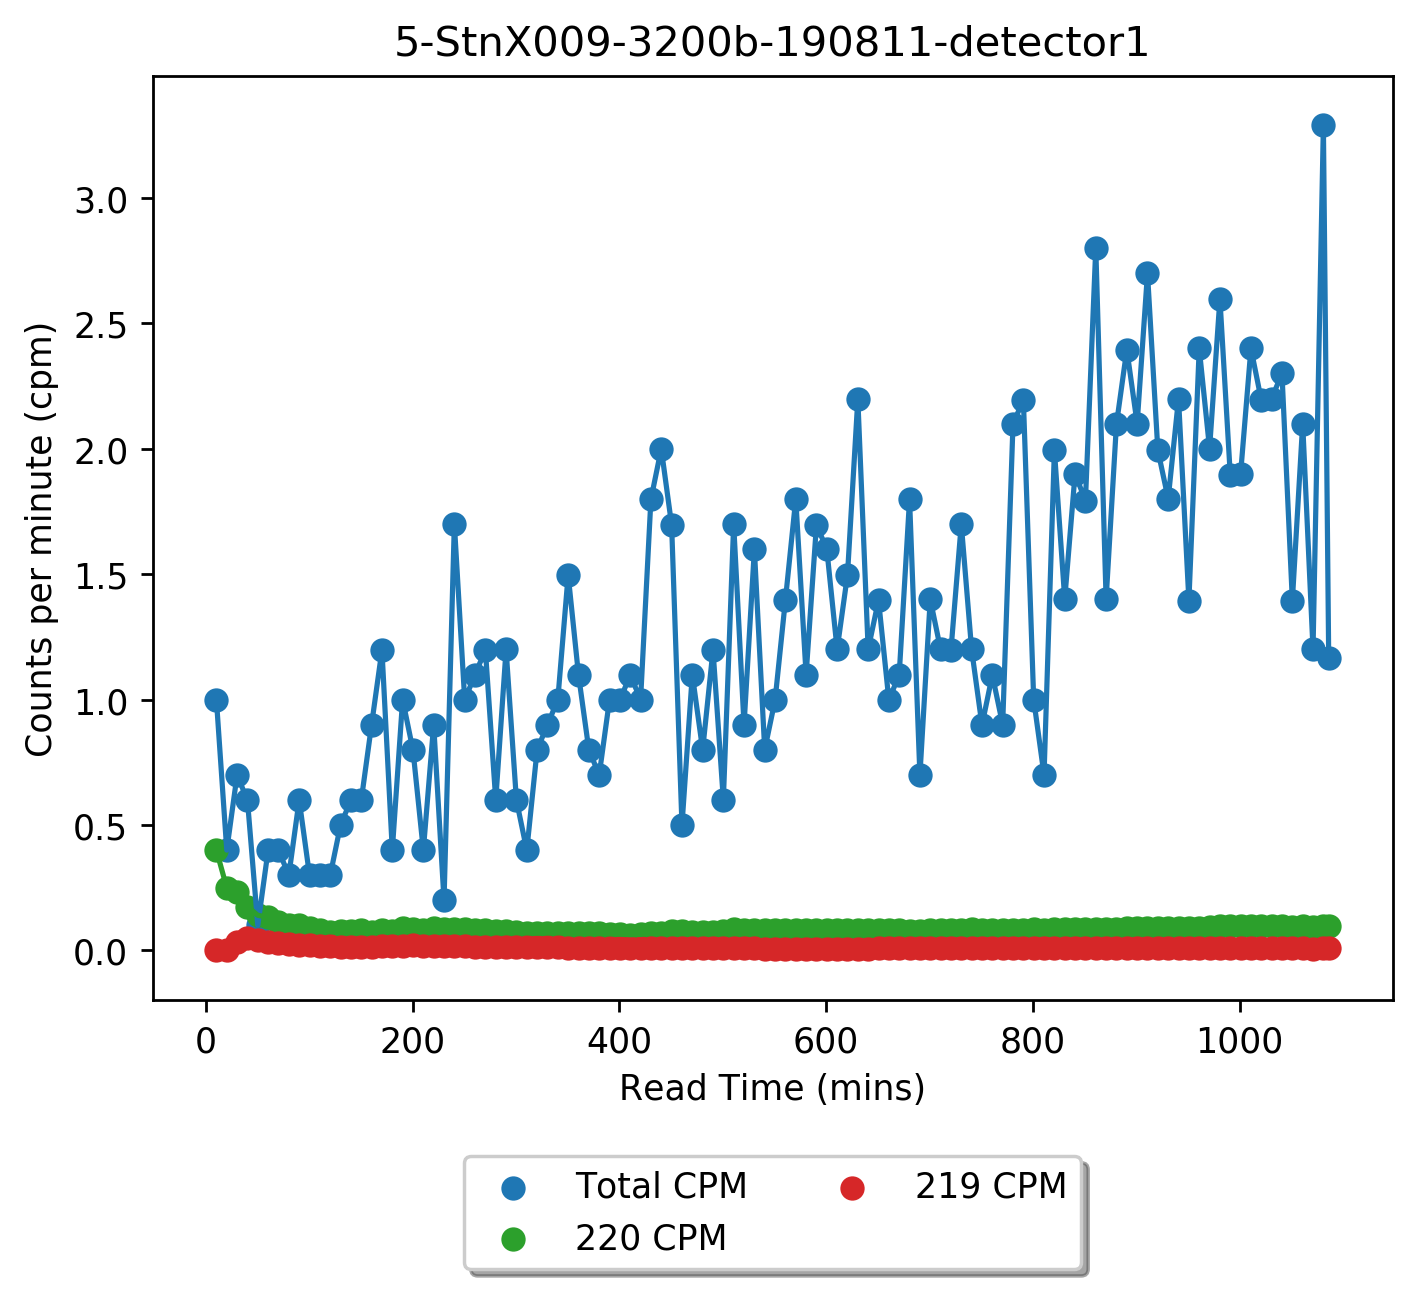 5-StnX009-3200b-190811-detector1
Counts per minute (cpm)
3.0
2.5
2.0
1.5
1.0
0.5
0.0
0 200 400 600 800 1000
Read Time (mins)
Total CPM 219 CPM
220 CPM